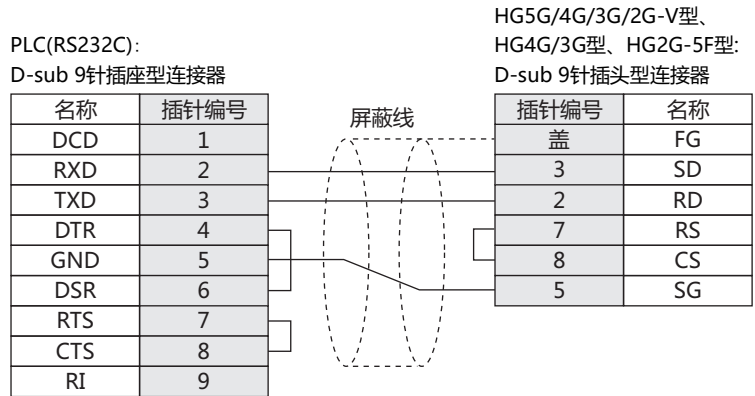 HG5G/4G/3G/2G-V型、
PLC(RS232C):
HG4G/3G型、HG2G-5F型:
D-sub 9针插座型连接器
D-sub 9针插头型连接器
名称 插针编号 屏蔽线 插针编号 名称
DCD 1 盖 FG
RXD 2 3 SD
TXD 3 2 RD
DTR 4 7 RS
GND 5 8 CS
DSR 6 5 SG
RTS 7
CTS 8
RI 9